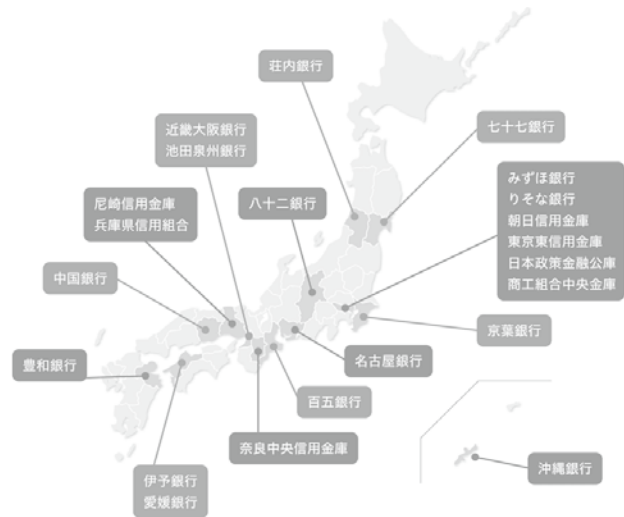 荘内銀行
近畿大阪銀行
池田泉州銀行
七十七銀行
尼崎信用金庫
兵庫県信用組合
八十二銀行
みずほ銀行
りそな銀行
朝日信用金庫
東京東信用金庫
日本政策金融公庫
商工組合中央金庫
中国銀行
京葉銀行
豊和銀行
名古屋銀行
百五銀行
奈良中央信用金庫
沖縄銀行
伊予銀行
愛媛銀行